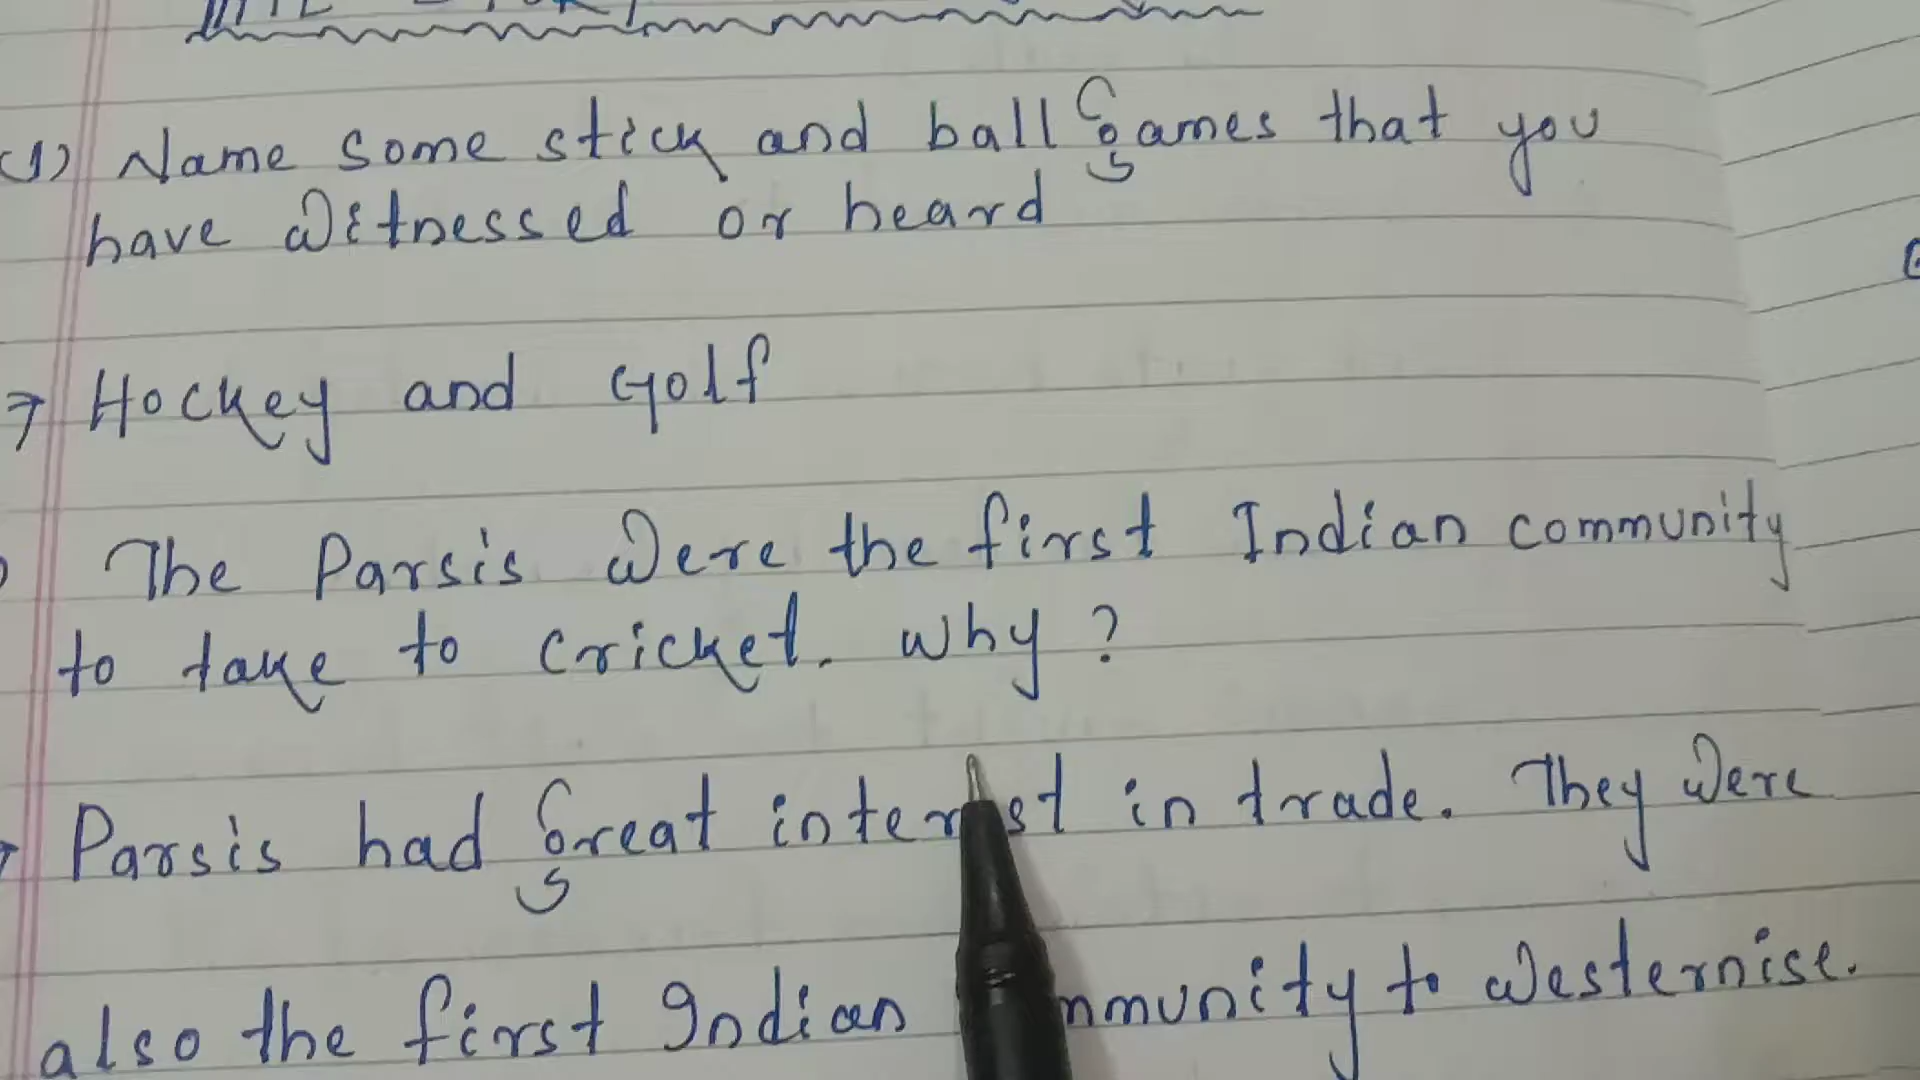 (1) Name some stick and ball Games that you
have witnessed or heard
→ Hockey and Golf
The Parsis were the first Indian community
to take to cricket. Why?
Parsis had Great interest in trade. They were
also the first Indian community to westernise.